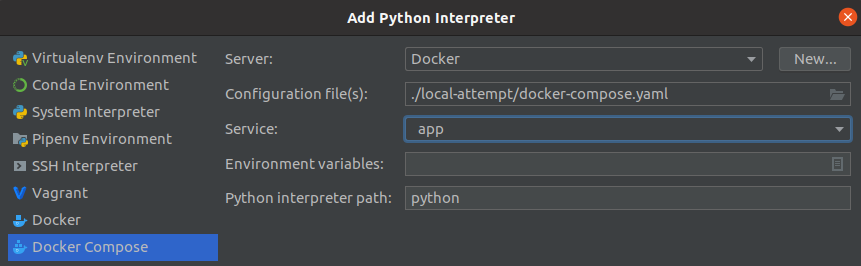 Add Python Interpreter
Virtualenv Environment
Conda Environment
System Interpreter
Pipenv Environment
SSH Interpreter
Vagrant
Docker
Docker Compose
Server: Docker New...
Configuration file(s): ./local-attempt/docker-compose.yaml
Service: app
Environment variables:
Python interpreter path: python